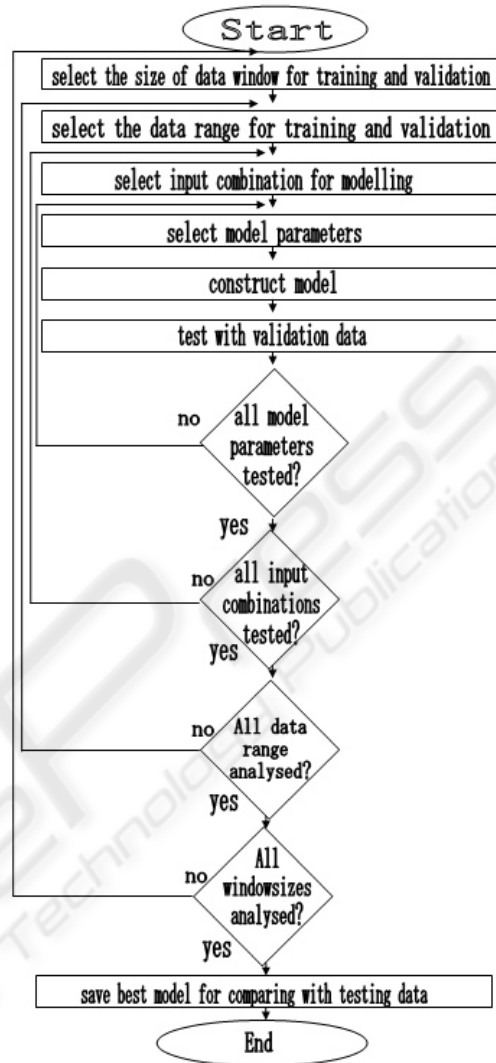 Start
select the size of data window for training and validation
select the data range for training and validation
select input combination for modelling
select model parameters
construct model
test with validation data
no
all model
parameters
tested?
yes
no
all input
combinations
tested?
yes
no
All data
range
analysed?
yes
no
All
windowsizes
analysed?
yes
save best model for comparing with testing data
End